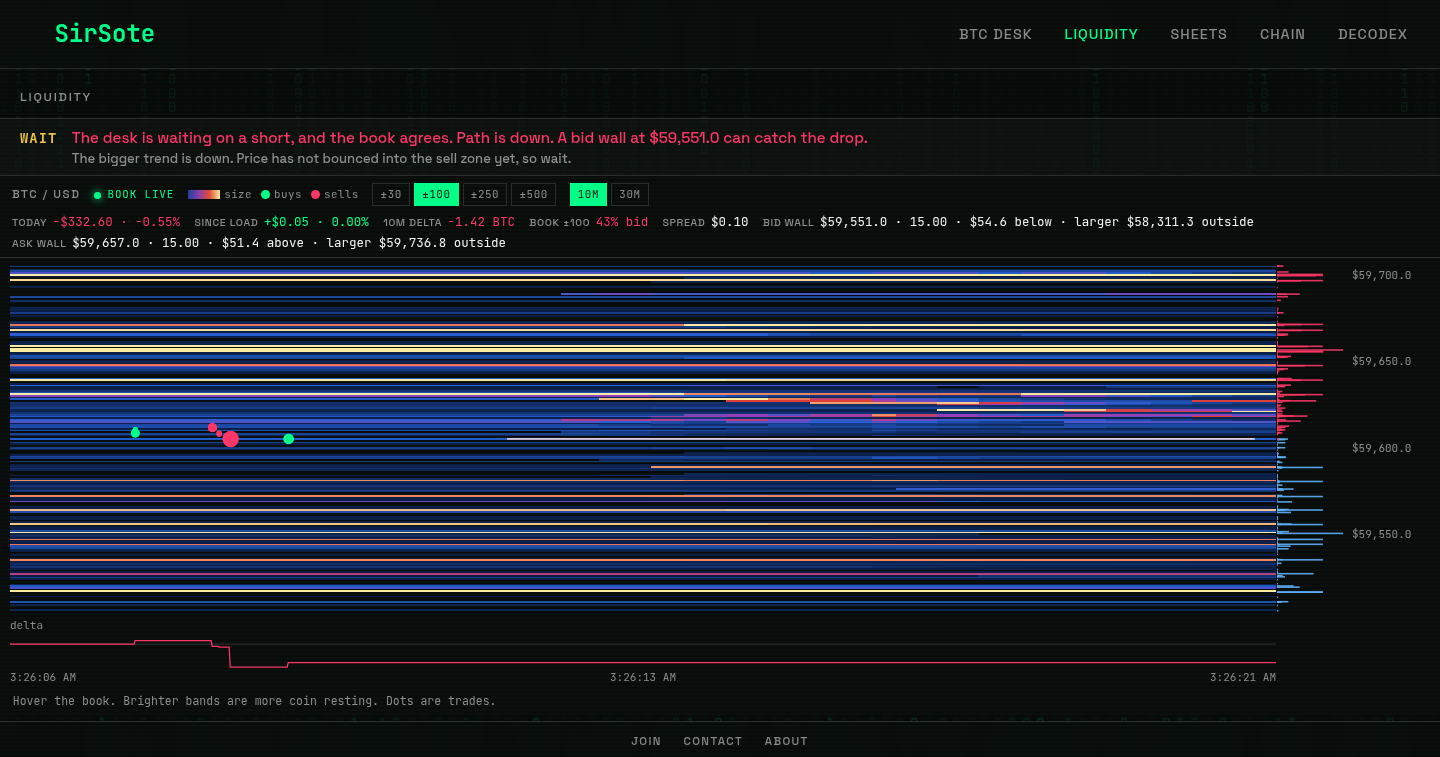 SirSote
BTC DESK LIQUIDITY SHEETS CHAIN DECODEX
LIQUIDITY
WAIT The desk is waiting on a short, and the book agrees. Path is down. A bid wall at $59,551.0 can catch the drop.
The bigger trend is down. Price has not bounced into the sell zone yet, so wait.
BTC / USD BOOK LIVE size buys sells ±30 ±100 ±250 ±500 10M 30M
TODAY -$332.60 · -0.55% SINCE LOAD +$0.05 · 0.00% 10M DELTA -1.42 BTC BOOK ±100 43% bid SPREAD $0.10 BID WALL $59,551.0 · 15.00 · $54.6 below · larger $58,311.3 outside
ASK WALL $59,657.0 · 15.00 · $51.4 above · larger $59,736.8 outside
$59,700.0
$59,650.0
$59,600.0
$59,550.0
delta
3:26:06 AM 3:26:13 AM 3:26:21 AM
Hover the book. Brighter bands are more coin resting. Dots are trades.
JOIN CONTACT ABOUT